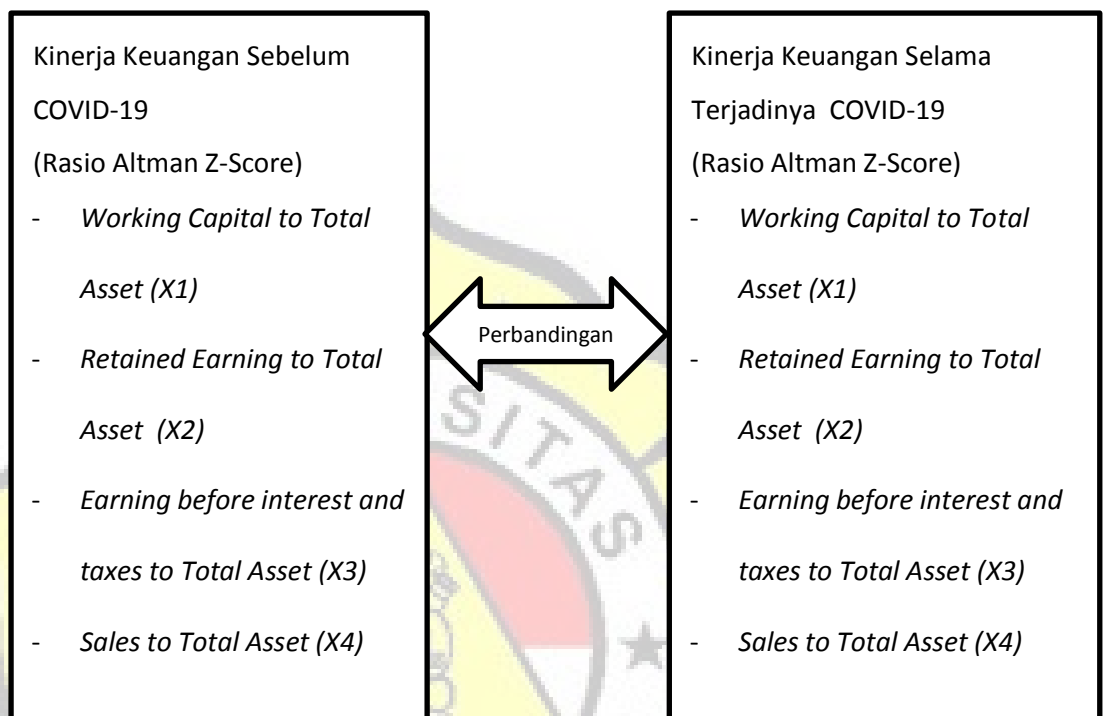 Kinerja Keuangan Sebelum
COVID-19
(Rasio Altman Z-Score)
- Working Capital to Total
Asset (X1)
- Retained Earning to Total
Asset (X2)
- Earning before interest and
taxes to Total Asset (X3)
- Sales to Total Asset (X4)
Perbandingan
SITAS
Kinerja Keuangan Selama
Terjadinya COVID-19
(Rasio Altman Z-Score)
- Working Capital to Total
Asset (X1)
- Retained Earning to Total
Asset (X2)
- Earning before interest and
taxes to Total Asset (X3)
- Sales to Total Asset (X4)